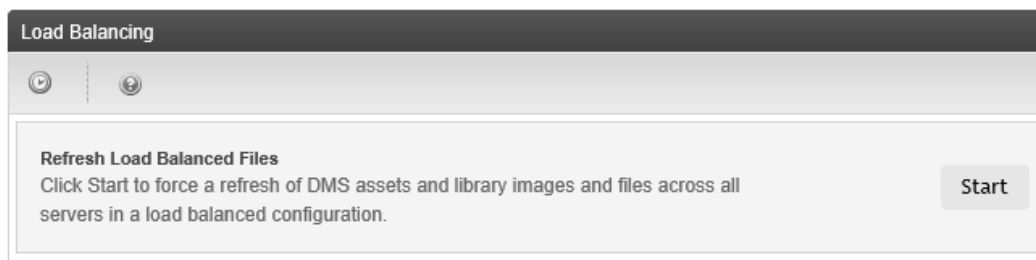 Load Balancing
Refresh Load Balanced Files
Click Start to force a refresh of DMS assets and library images and files across all
servers in a load balanced configuration.
Start